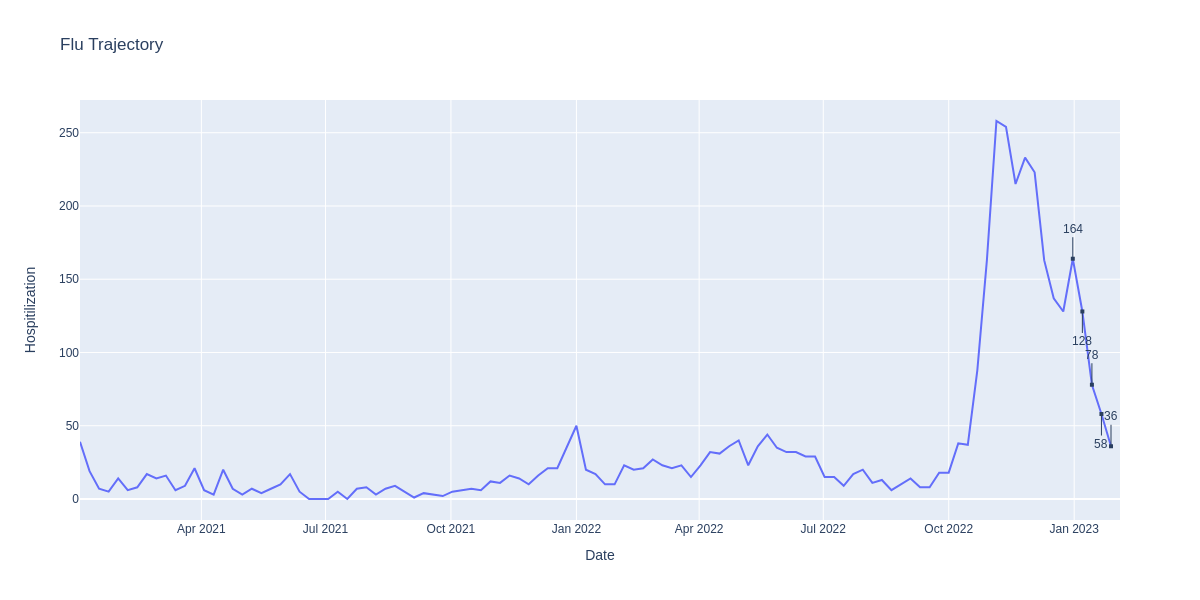 Flu Trajectory
Hospitilization
250
200
150
100
50
0
164
128
78
58
36
Apr 2021
Jul 2021
Oct 2021
Jan 2022
Apr 2022
Jul 2022
Oct 2022
Jan 2023
Date